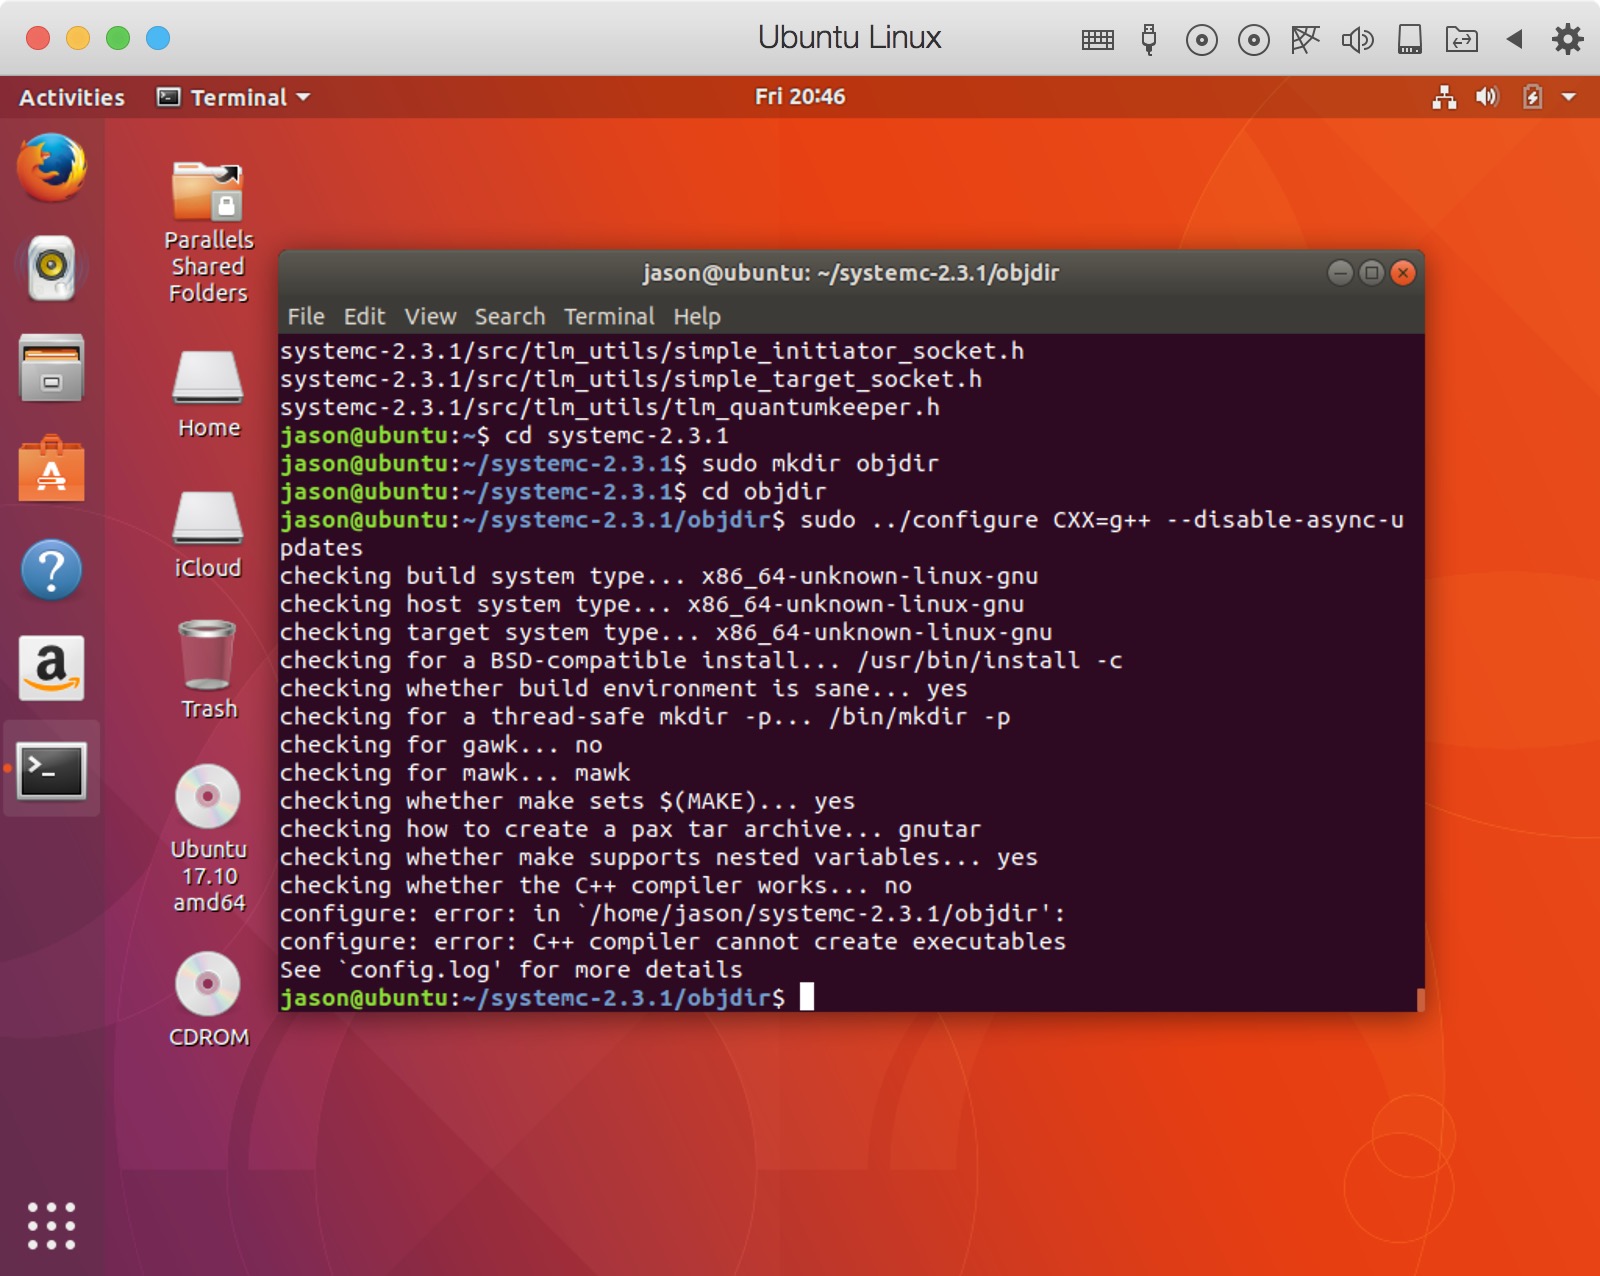 Ubuntu Linux
Activities
Terminal
Fri 20:46
Parallels
Shared
Folders
Home
iCloud
Trash
Ubuntu
17.10
amd64
CDROM
jason@ubuntu: ~/systemc-2.3.1/objdir
File Edit View Search Terminal Help
systemc-2.3.1/src/tlm_utils/simple_initiator_socket.h
systemc-2.3.1/src/tlm_utils/simple_target_socket.h
systemc-2.3.1/src/tlm_utils/tlm_quantumkeeper.h
jason@ubuntu:~$ cd systemc-2.3.1
jason@ubuntu:~/systemc-2.3.1$ sudo mkdir objdir
jason@ubuntu:~/systemc-2.3.1$ cd objdir
jason@ubuntu:~/systemc-2.3.1/objdir$ sudo ../configure CXX=g++ --disable-async-u
pdates
checking build system type... x86_64-unknown-linux-gnu
checking host system type... x86_64-unknown-linux-gnu
checking target system type... x86_64-unknown-linux-gnu
checking for a BSD-compatible install... /usr/bin/install -c
checking whether build environment is sane... yes
checking for a thread-safe mkdir -p... /bin/mkdir -p
checking for gawk... no
checking for mawk... mawk
checking whether make sets $(MAKE)... yes
checking how to create a pax tar archive... gnutar
checking whether make supports nested variables... yes
checking whether the C++ compiler works... no
configure: error: in `/home/jason/systemc-2.3.1/objdir':
configure: error: C++ compiler cannot create executables
See `config.log' for more details
jason@ubuntu:~/systemc-2.3.1/objdir$